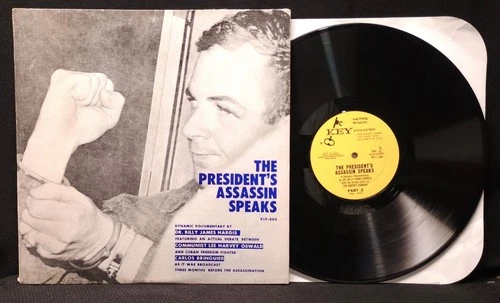 THE
PRESIDENT'S
ASSASSIN
SPEAKS
DYNAMIC DOCUMENTARY BY
DR. BILLY JAMES HARGIS
FEATURING AN ACTUAL DEBATE BETWEEN
COMMUNIST LEE HARVEY OSWALD
AND CUBAN FREEDOM FIGHTER
CARLOS BRINGUIER
AS IT WAS BROADCAST
THREE MONTHS BEFORE THE ASSASSINATION
KEY
THE PRESIDENT'S
ASSASSIN SPEAKS
PART 2